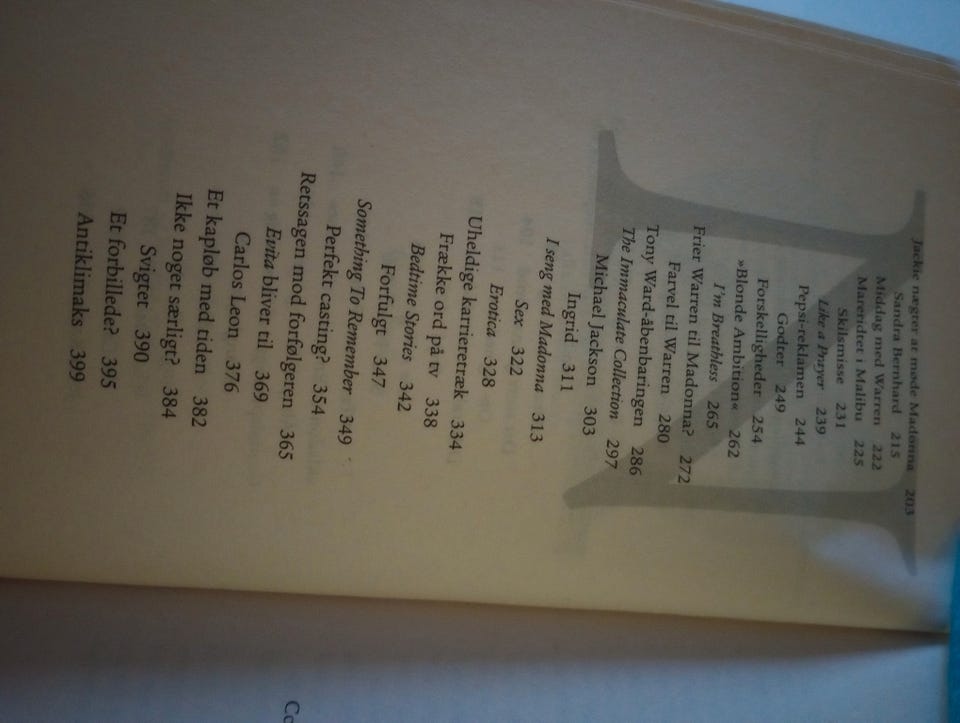 Jackie nægter at møde Madonna 203
Sandra Bernhard 215
Middag med Warren 222
Mareridtet i Malibu 225
Skilsmisse 231
Like a Prayer 239
Pepsi-reklamen 244
Godter 249
Forskelligheder 254
»Blonde Ambition« 262
I'm Breathless 265
Frier Warren til Madonna? 272
Farvel til Warren 280
Tony Ward-åbenbaringen 286
The Immaculate Collection 297
Michael Jackson 303
Ingrid 311
I seng med Madonna 313
Sex 322
Erotica 328
Uheldige karrieretræk 334
Frække ord på tv 338
Bedtime Stories 342
Forfulgt 347
Something To Remember 349
Perfekt casting? 354
Retssagen mod forfølgeren 365
Evita bliver til 369
Carlos Leon 376
Et kapløb med tiden 382
Ikke noget særligt? 384
Svigter 390
Et forbillede? 395
Antiklimaks 399